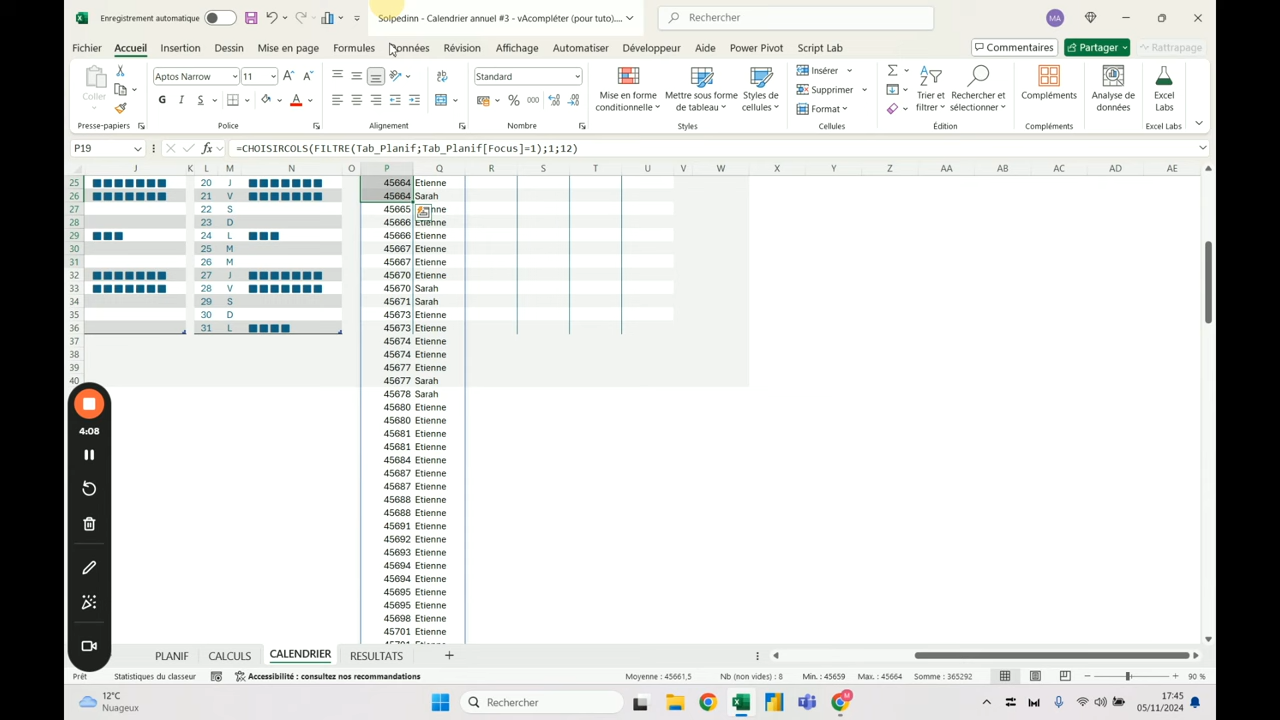 Enregistrement automatique
Solpedinn - Calendrier annuel #3 - vAcompléter (pour tuto)....
Rechercher
MA
Fichier Accueil Insertion Dessin Mise en page Formules Données Révision Affichage Automatiser Développeur Aide Power Pivot Script Lab
Commentaires
Partager
Rattrapage
Coller
Presse-papiers
Aptos Narrow 11
G I S
Police
Alignement
Standard
% 000
Nombre
Mise en forme conditionnelle
Mettre sous forme de tableau
Styles de cellules
Styles
Insérer
Supprimer
Format
Cellules
Trier et filtrer
Rechercher et sélectionner
Édition
Compléments
Compléments
Analyse de données
Excel Labs
Excel Labs
P19
=CHOISIRCOLS(FILTRE(Tab_Planif;Tab_Planif[Focus]=1);1;12)
J K L M N O P Q R S T U V W X Y Z AA AB AC AD AE
25 20 J 45664 Etienne
26 21 V 45664 Sarah
27 22 S 45665
28 23 D 45666 Etienne
29 24 L 45666 Etienne
30 25 M 45667 Etienne
31 26 M 45667 Etienne
32 27 J 45670 Etienne
33 28 V 45670 Sarah
34 29 S 45671 Sarah
35 30 D 45673 Etienne
36 31 L 45673 Etienne
37 45674 Etienne
38 45674 Etienne
39 45677 Etienne
40 45677 Sarah
45678 Sarah
45680 Etienne
45680 Etienne
45681 Etienne
45681 Etienne
45684 Etienne
45687 Etienne
45687 Etienne
45688 Etienne
45688 Etienne
45691 Etienne
45692 Etienne
45693 Etienne
45694 Etienne
45694 Etienne
45695 Etienne
45695 Etienne
45698 Etienne
45701 Etienne
4:08
PLANIF CALCULS CALENDRIER RESULTATS
Prêt
Statistiques du classeur
Accessibilité : consultez nos recommandations
Moyenne : 45661,5 Nb (non vides) : 8 Min. : 45659 Max. : 45664 Somme : 365292
90 %
12°C
Nuageux
Rechercher
17:45
05/11/2024